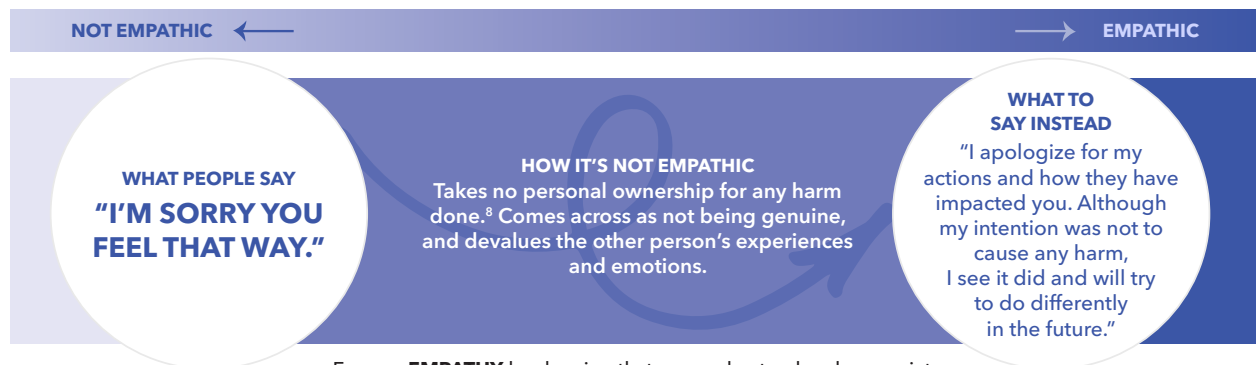 NOT EMPATHIC
EMPATHIC
WHAT PEOPLE SAY
“I’M SORRY YOU
FEEL THAT WAY.”
HOW IT’S NOT EMPATHIC
Takes no personal ownership for any harm
done.⁸ Comes across as not being genuine,
and devalues the other person’s experiences
and emotions.
WHAT TO
SAY INSTEAD
“I apologize for my
actions and how they have
impacted you. Although
my intention was not to
cause any harm,
I see it did and will try
to do differently
in the future.”
EMPATHY